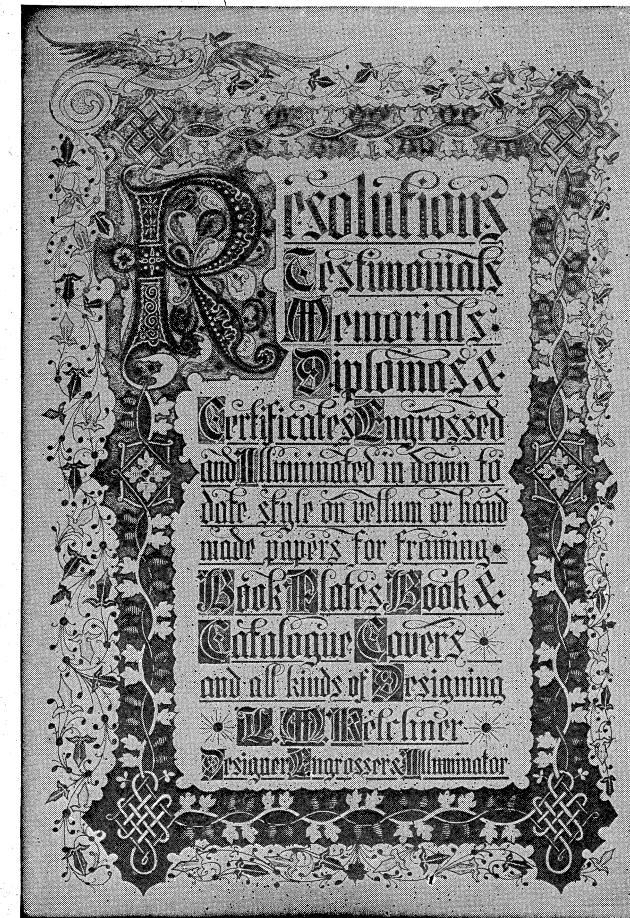 Resolutions
Testimonials
Memorials
Diplomas &
Certificates Engrossed
and Illuminated in down to
date style on vellum or hand
made papers for framing
Book Plates Book &
Catalogue Covers
and all kinds of Designing
L. M. Kelchner
Designer Engrosser & Illuminator